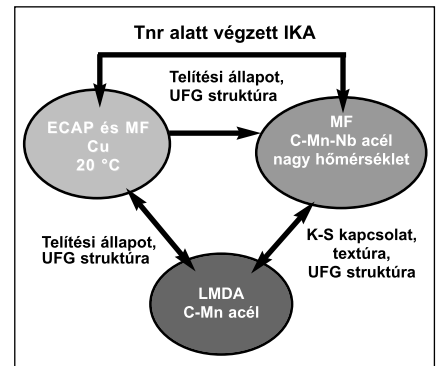 Tnr alatt végzett IKA
Telítési állapot,
UFG struktúra
ECAP és MF
Cu
20 °C
MF
C-Mn-Nb acél
nagy hőmérséklet
Telítési állapot,
UFG struktúra
K-S kapcsolat,
textúra,
UFG struktúra
LMDA
C-Mn acél